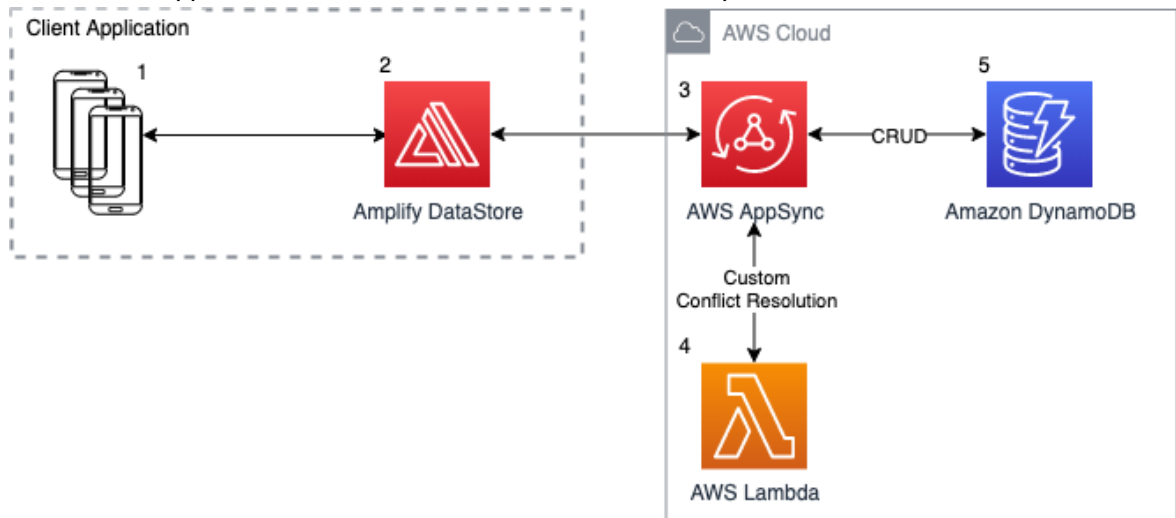 Client Application
1
2
Amplify DataStore
AWS Cloud
3
5
CRUD
AWS AppSync
Amazon DynamoDB
Custom
Conflict Resolution
4
AWS Lambda